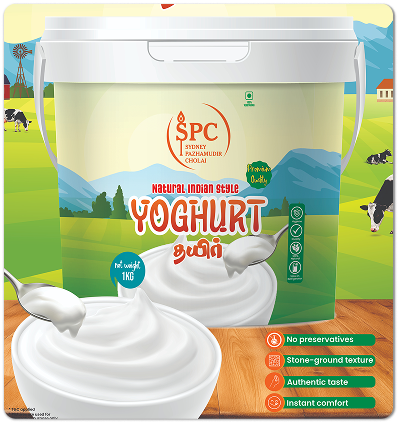 SPC
SYDNEY
PAZHAMUDIR
CHOLAI
Premium
Quality
Natural Indian Style
YOGHURT
தயிர்
Net weight
1KG
No preservatives
Stone-ground texture
Authentic taste
Instant comfort